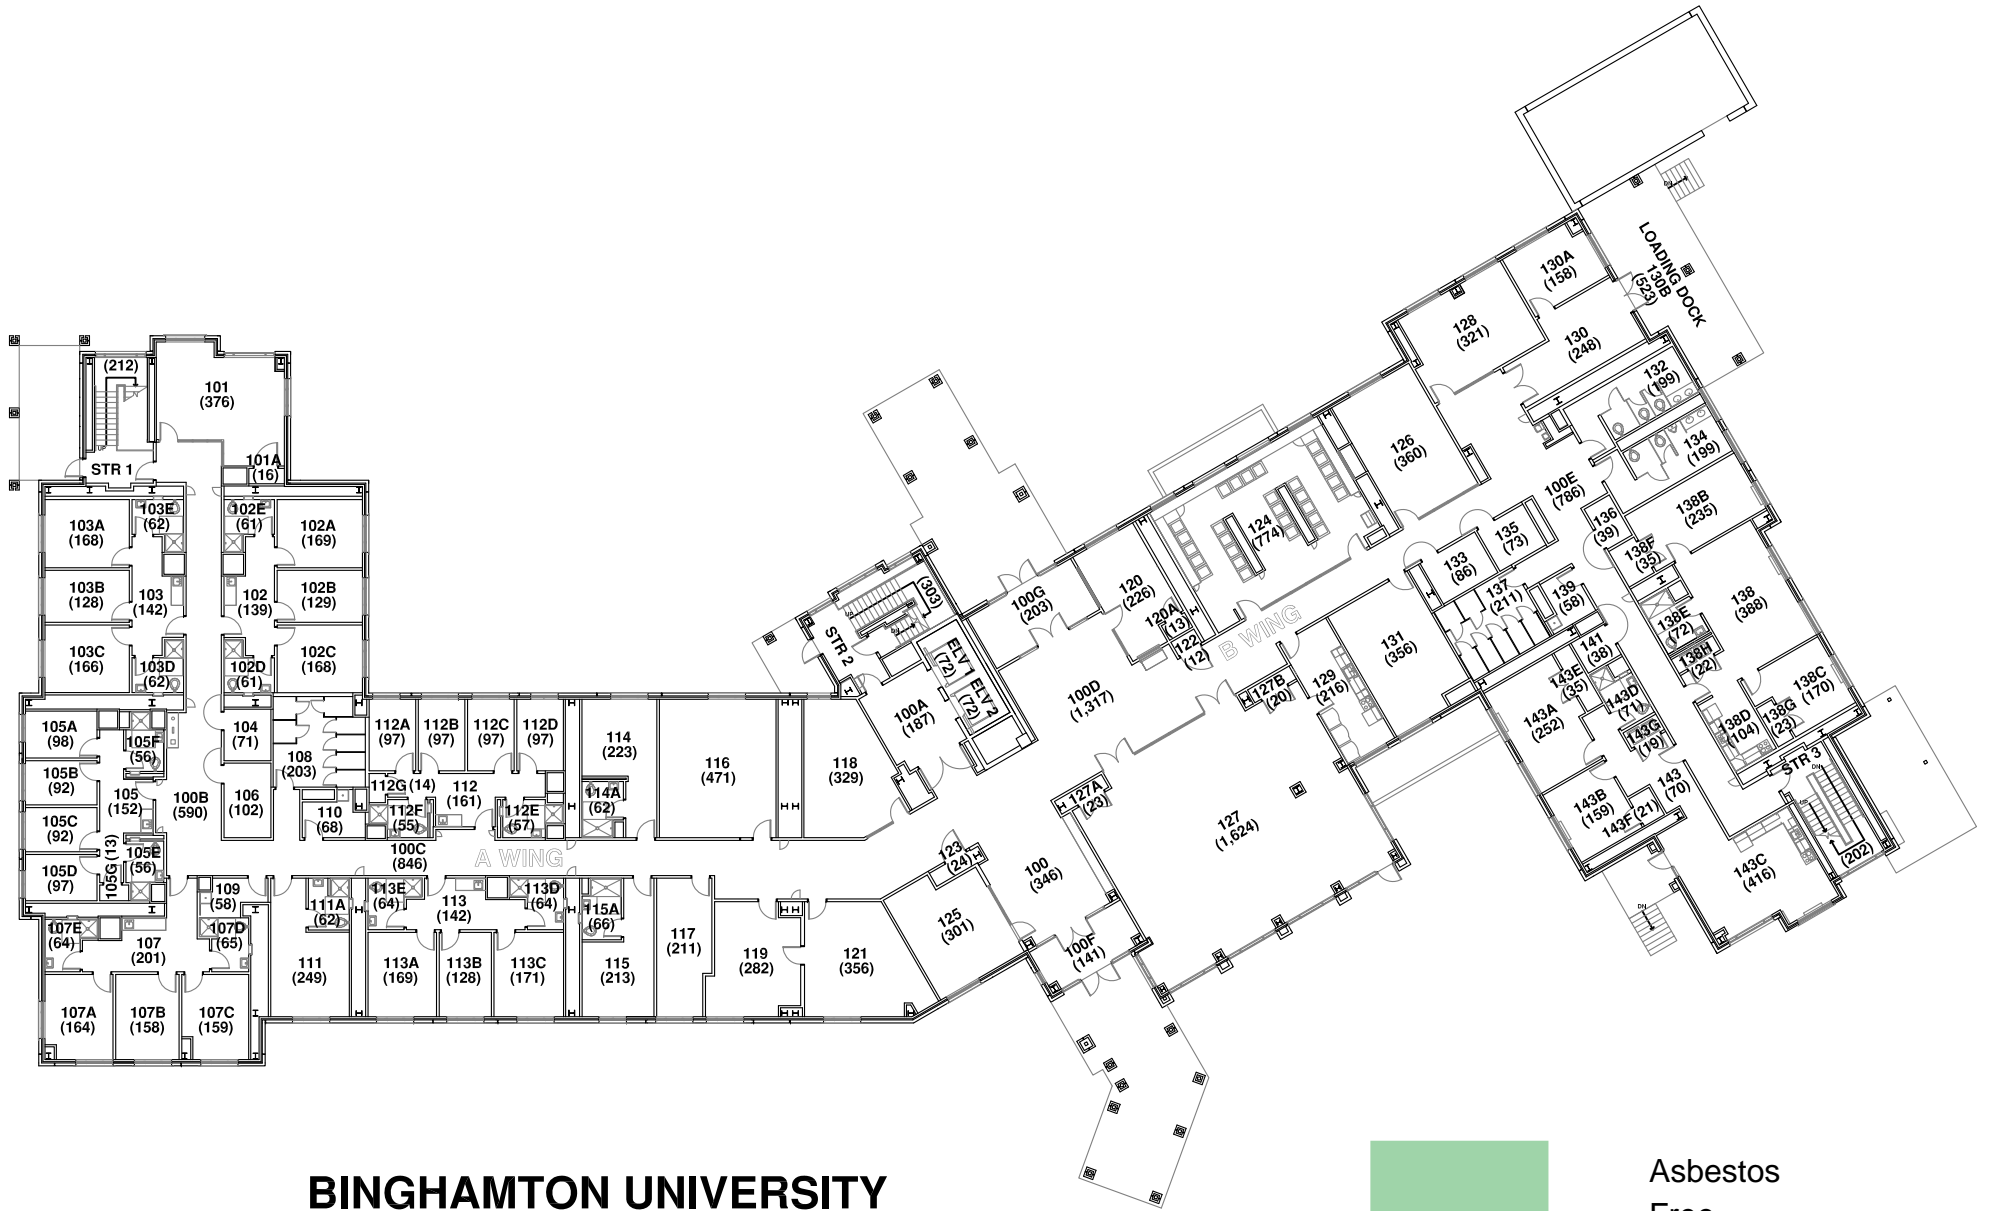 101
(376)
(212)
UP
STR 1
101A
(16)
103A
(168)
103E
(62)
102E
(61)
102A
(169)
103B
(128)
103
(142)
102
(139)
102B
(129)
103C
(166)
103D
(62)
102D
(61)
102C
(168)
105A
(98)
105F
(56)
105B
(92)
105
(152)
105C
(92)
105G (13)
105E
(56)
105D
(97)
100B
(590)
104
(71)
106
(102)
108
(203)
110
(68)
112A
(97)
112B
(97)
112C
(97)
112D
(97)
112G (14)
112
(161)
112F
(55)
112E
(57)
114
(223)
114A
(62)
116
(471)
118
(329)
100C
(846)
A WING
107E
(64)
107
(201)
109
(58)
107D
(65)
107A
(164)
107B
(158)
107C
(159)
111A
(62)
111
(249)
113E
(64)
113
(142)
113D
(64)
113A
(169)
113B
(128)
113C
(171)
115A
(66)
115
(213)
117
(211)
119
(282)
121
(356)
123
(24)
125
(301)
STR 2
UP
DN
(303)
ELV 1
(72)
ELV 2
(72)
100A
(187)
100G
(203)
100D
(1,317)
120
(226)
120A
(13)
122
(12)
B WING
124
(774)
126
(360)
128
(321)
130A
(158)
130
(248)
LOADING DOCK
130B
(523)
DN
132
(199)
134
(199)
100E
(786)
136
(39)
138B
(235)
138F
(35)
138
(388)
138E
(72)
138H
(22)
138C
(170)
138G
(23)
138D
(104)
133
(86)
135
(73)
137
(211)
139
(58)
141
(38)
131
(356)
129
(216)
127B
(20)
127
(1,624)
127A
(23)
100
(346)
100F
(141)
143E
(35)
143D
(71)
143A
(252)
143G
(19)
143
(70)
143B
(159)
143F (21)
143C
(416)
STR 3
DN
UP
(202)
DN
BINGHAMTON UNIVERSITY
Asbestos
Free